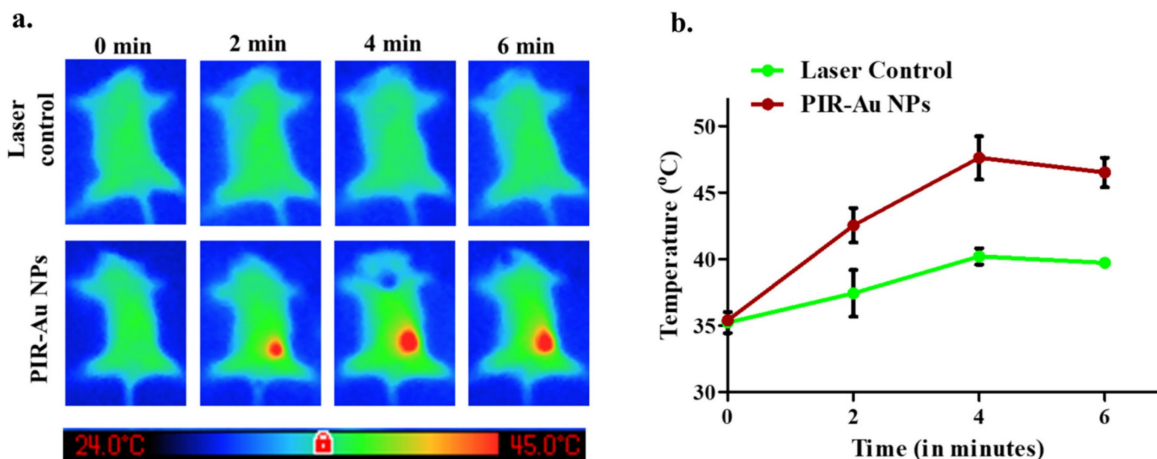 a.
0 min 2 min 4 min 6 min
Laser
control
PIR-Au NPs
24.0°C 45.0°C
b.
Laser Control
PIR-Au NPs
Temperature (°C)
50
45
40
35
30
0 2 4 6
Time (in minutes)